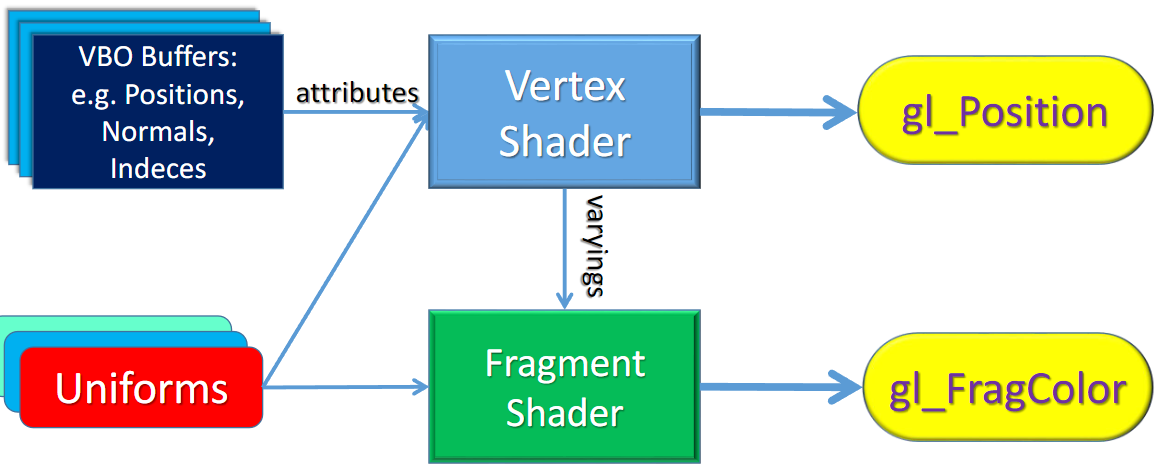 VBO Buffers:
e.g. Positions,
Normals,
Indeces
attributes
Vertex
Shader
gl_Position
varyings
Uniforms
Fragment
Shader
gl_FragColor